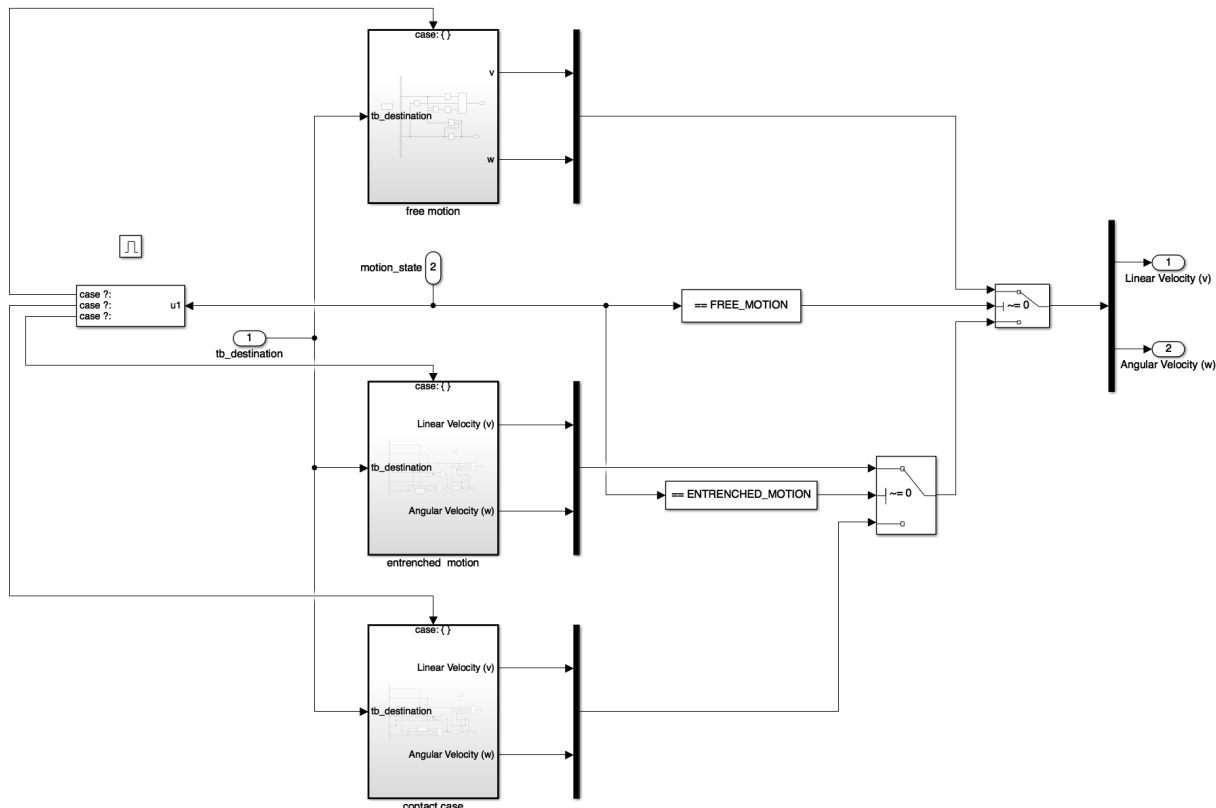 case: { }
v
tb_destination
w
free motion
motion_state
2
case ?:
case ?:
case ?:
u1
== FREE_MOTION
~= 0
1
Linear Velocity (v)
1
tb_destination
2
Angular Velocity (w)
case: { }
Linear Velocity (v)
tb_destination
Angular Velocity (w)
entrenched motion
== ENTRENCHED_MOTION
~= 0
case: { }
Linear Velocity (v)
tb_destination
Angular Velocity (w)
contact case